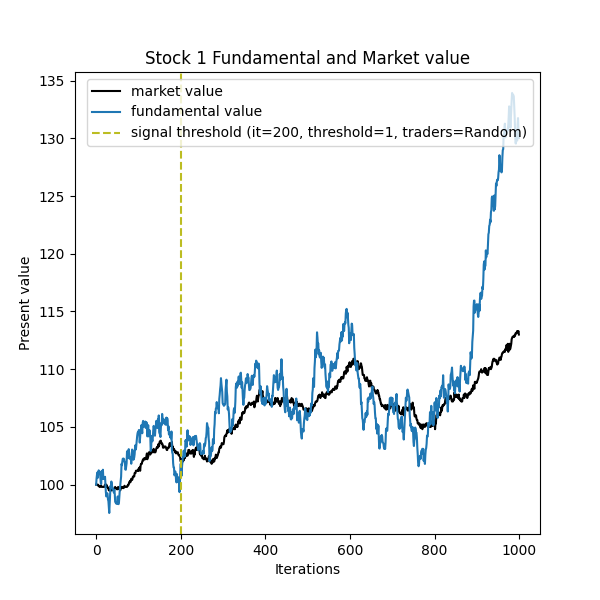 Stock 1 Fundamental and Market value
market value
fundamental value
signal threshold (it=200, threshold=1, traders=Random)
135
130
125
120
115
110
105
100
Present value
0 200 400 600 800 1000
Iterations